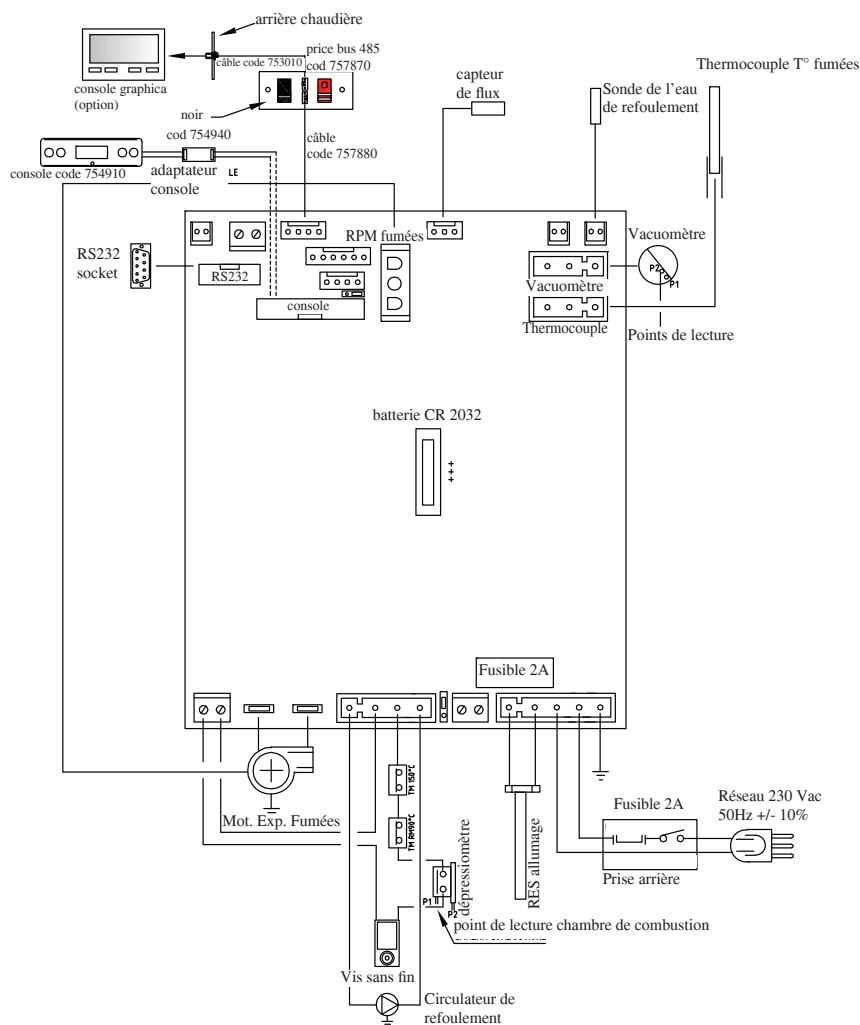 arrière chaudière
console graphica
(option)
câble code 753010
price bus 485
cod 757870
noir
cod 754940
câble
code 757880
console code 754910
adaptateur
console
LE
capteur
de flux
Sonde de l'eau
de refoulement
Thermocouple T° fumées
RS232
socket
RS232
RPM fumées
console
Vacuomètre
P2
P1
Vacuomètre
Thermocouple
Points de lecture
batterie CR 2032
+++
Fusible 2A
Mot. Exp. Fumées
TM 150°C
TM RM90°C
dépressiomètre
P1
P2
RES allumage
Fusible 2A
Prise arrière
Réseau 230 Vac
50Hz +/- 10%
point de lecture chambre de combustion
Vis sans fin
Circulateur de
refoulement